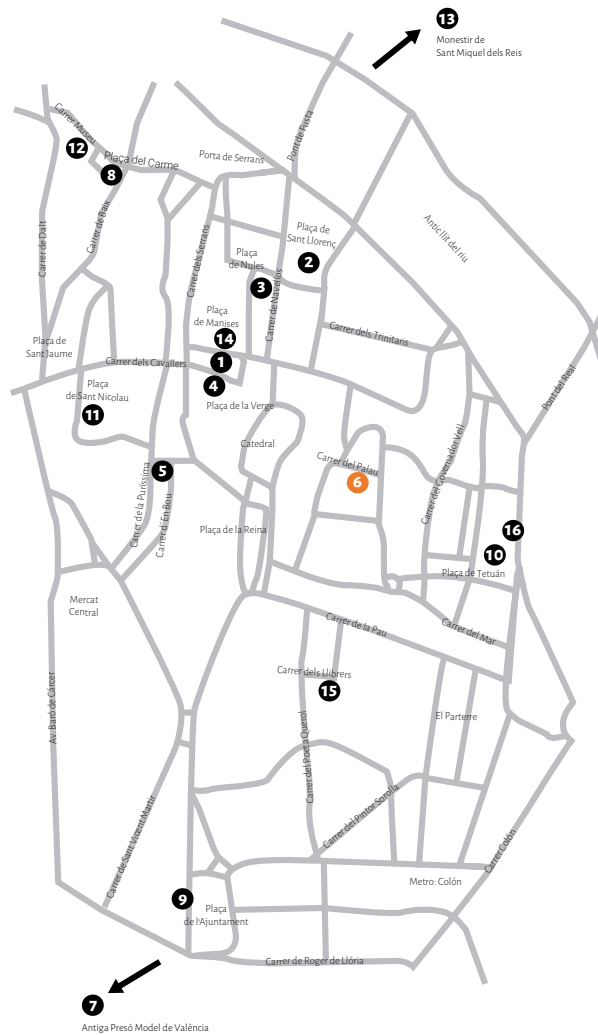 13
Monestir de
Sant Miquel dels Reis
Pont de Fusta
Carrer Museu
12
Plaça del Carme
Porta de Serrans
8
Antic llit del riu
Carrer de Dalt
Carrer de Baix
Carrer dels Serrans
Plaça de
Sant Llorenç
2
Plaça
de Nules
3
Carrer de Navellos
Plaça
de Manises
14
Carrer dels Trinitaris
Plaça de
Sant Jaume
Carrer dels Cavallers
1
4
Pont del Real
Plaça
de Sant Nicolau
11
Plaça de la Verge
Catedral
Carrer del Palau
6
Carrer del Governador Vell
5
Carrer de la Puríssima
Carrer d'En Bou
Plaça de la Reina
16
10
Plaça de Tetuán
Mercat
Central
Carrer de la Pau
Carrer del Mar
Carrer dels Llibrers
15
El Parterre
Av. Baró de Càrcer
Carrer del Poeta Querol
Carrer del Pintor Sorolla
Carrer de Sant Vicent Martir
Carrer Colón
Metro: Colón
9
Plaça
de l'Ajuntament
Carrer de Roger de Llória
7
Antiga Presó Model de València